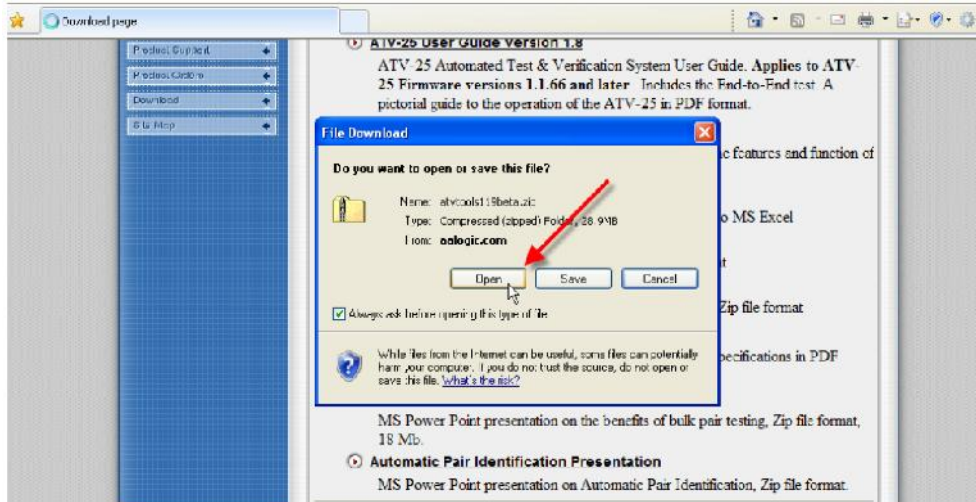 Download page
Product Support
Product Custom
Download
Site Map
ATV-25 User Guide Version 1.8
ATV-25 Automated Test & Verification System User Guide. Applies to ATV-
25 Firmware versions 1.1.66 and later. Includes the End-to-End test. A
pictorial guide to the operation of the ATV-25 in PDF format.
File Download
Do you want to open or save this file?
Name: atvtools119beta.zip
Type: Compressed (zipped) Folder, 28.9MB
From: aalogic.com
Open
Save
Cancel
Always ask before opening this type of file
While files from the Internet can be useful, some files can potentially
harm your computer. If you do not trust the source, do not open or
save this file. What's the risk?
features and function of
o MS Excel
Zip file format
pecifications in PDF
MS Power Point presentation on the benefits of bulk pair testing, Zip file format,
18 Mb.
Automatic Pair Identification Presentation
MS Power Point presentation on Automatic Pair Identification, Zip file format.